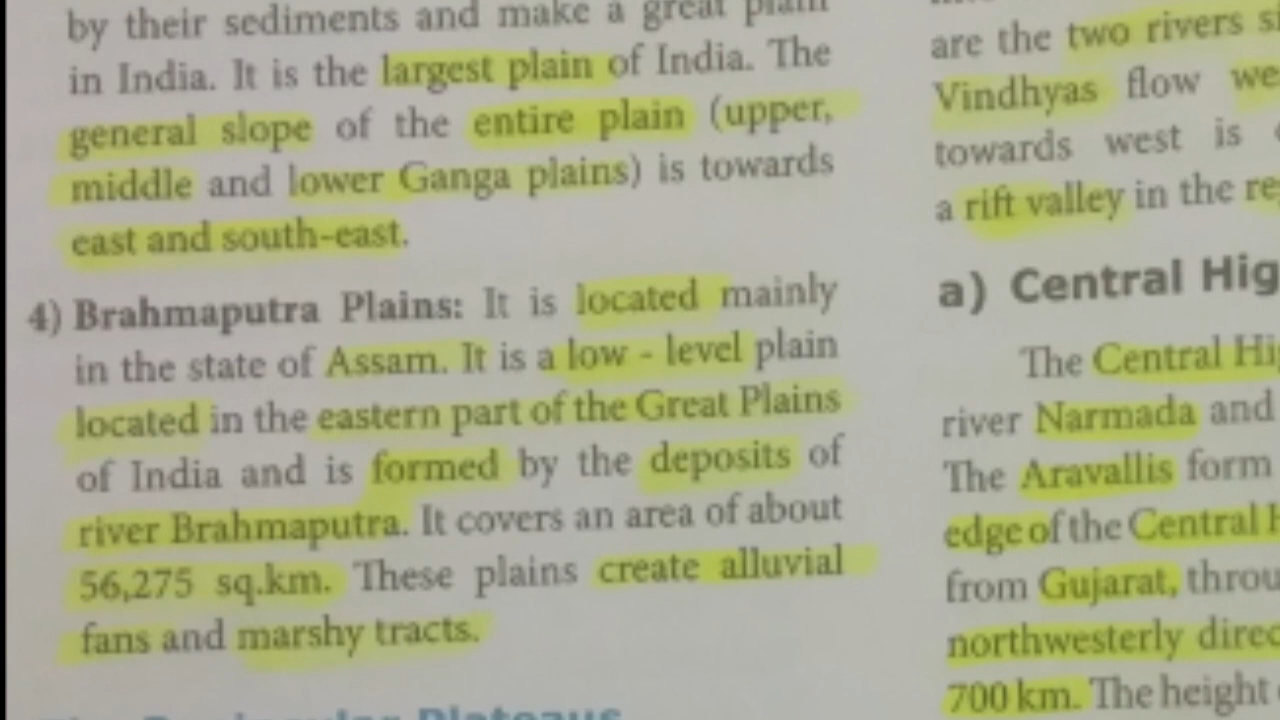 by their sediments and make a great plain
in India. It is the largest plain of India. The
general slope of the entire plain (upper,
middle and lower Ganga plains) is towards
east and south-east.
4) Brahmaputra Plains: It is located mainly
in the state of Assam. It is a low - level plain
located in the eastern part of the Great Plains
of India and is formed by the deposits of
river Brahmaputra. It covers an area of about
56,275 sq.km. These plains create alluvial
fans and marshy tracts.
are the two rivers
Vindhyas flow
towards west is
a rift valley in the
a) Central
The Central
river Narmada and
The Aravallis form
edge of the Central
from Gujarat,
northwesterly
700 km. The height